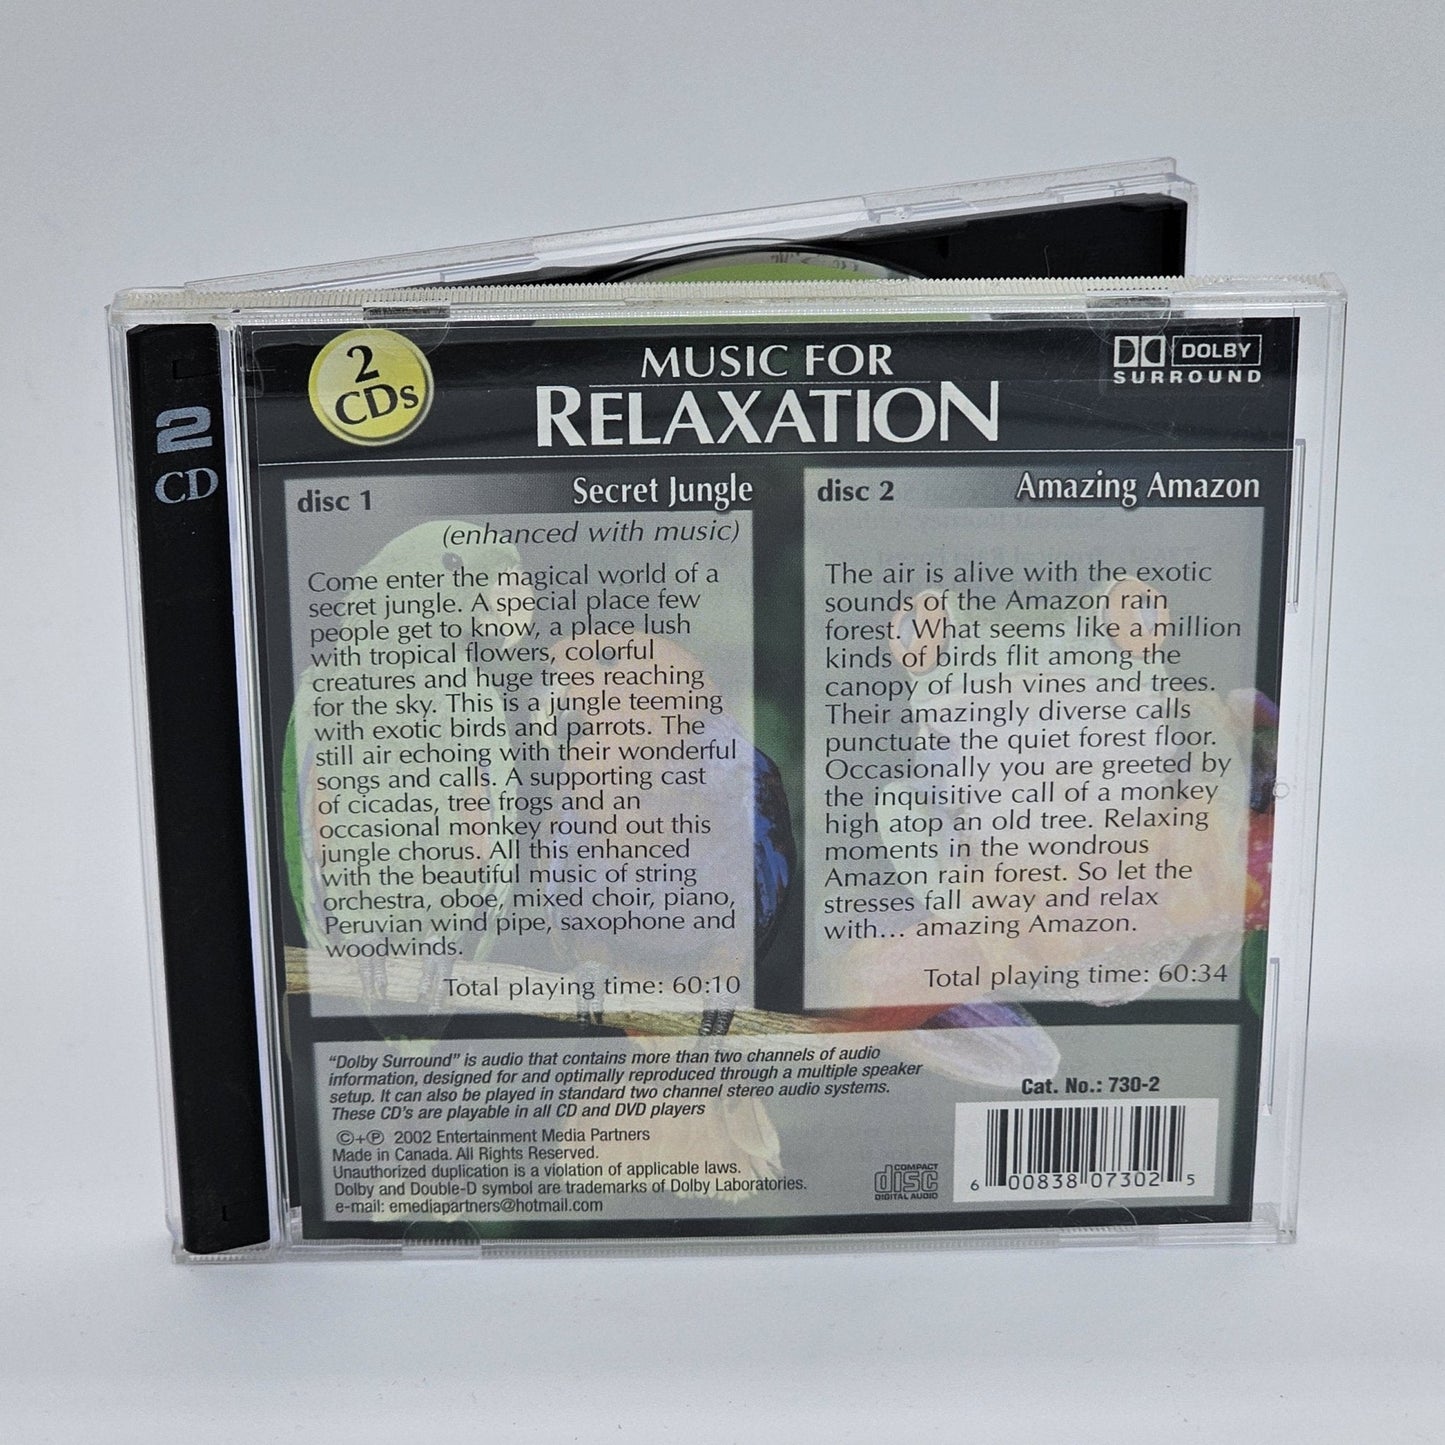 2
CD
2
CDs
MUSIC FOR
RELAXATION
DOLBY
SURROUND
disc 1
Secret Jungle
(enhanced with music)
Come enter the magical world of a
secret jungle. A special place few
people get to know, a place lush
with tropical flowers, colorful
creatures and huge trees reaching
for the sky. This is a jungle teeming
with exotic birds and parrots. The
still air echoing with their wonderful
songs and calls. A supporting cast
of cicadas, tree frogs and an
occasional monkey round out this
jungle chorus. All this enhanced
with the beautiful music of string
orchestra, oboe, mixed choir, piano,
Peruvian wind pipe, saxophone and
woodwinds.
Total playing time: 60:10
disc 2
Amazing Amazon
The air is alive with the exotic
sounds of the Amazon rain
forest. What seems like a million
kinds of birds flit among the
canopy of lush vines and trees.
Their amazingly diverse calls
punctuate the quiet forest floor.
Occasionally you are greeted by
the inquisitive call of a monkey
high atop an old tree. Relaxing
moments in the wondrous
Amazon rain forest. So let the
stresses fall away and relax
with... amazing Amazon.
Total playing time: 60:34
"Dolby Surround" is audio that contains more than two channels of audio
information, designed for and optimally reproduced through a multiple speaker
setup. It can also be played in standard two channel stereo audio systems.
These CD's are playable in all CD and DVD players
©+℗ 2002 Entertainment Media Partners
Made in Canada. All Rights Reserved.
Unauthorized duplication is a violation of applicable laws.
Dolby and Double-D symbol are trademarks of Dolby Laboratories.
e-mail: emediapartners@hotmail.com
COMPACT
disc
DIGITAL AUDIO
Cat. No.: 730-2
6 00838 07302 5